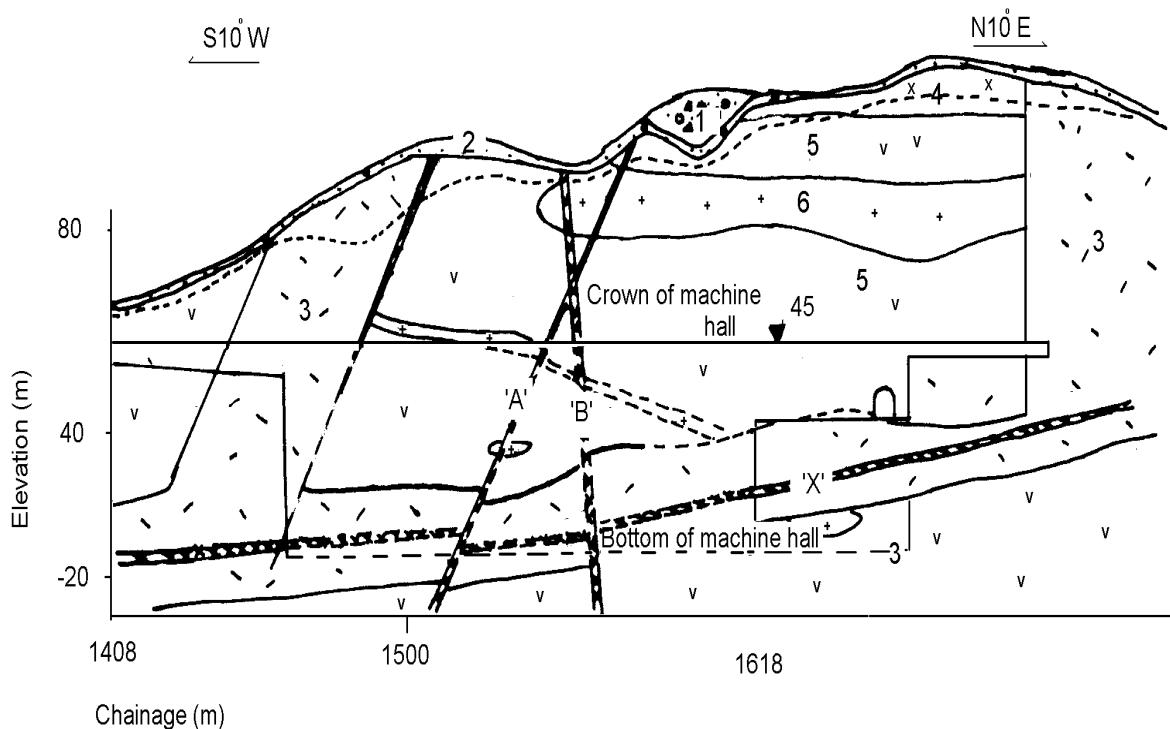 S10° W
N10° E
1
2
4
5
6
3
80
3
5
Crown of machine
hall
45
'A'
'B'
40
Elevation (m)
'X'
Bottom of machine hall
3
-20
1408
1500
1618
Chainage (m)